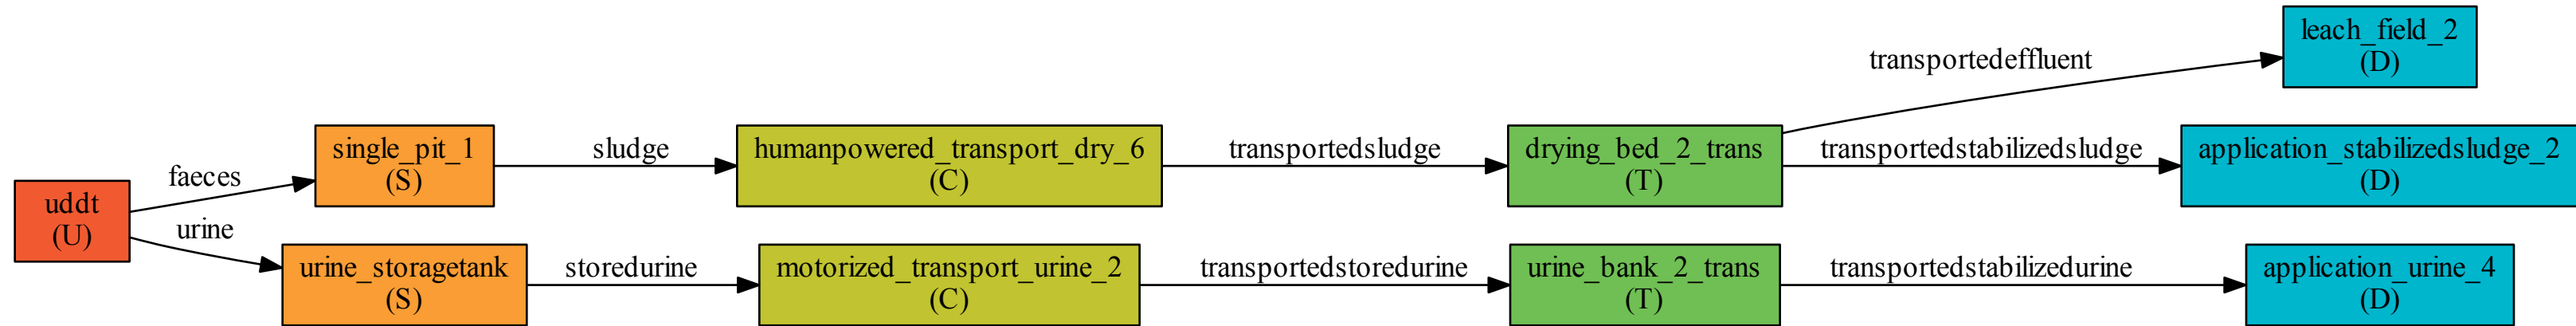 uddt
(U)
faeces
urine
single_pit_1
(S)
urine_storagetank
(S)
sludge
storedurine
humanpowered_transport_dry_6
(C)
motorized_transport_urine_2
(C)
transportedsludge
transportedstoredurine
drying_bed_2_trans
(T)
urine_bank_2_trans
(T)
transportedeffluent
transportedstabilizedsludge
transportedstabilizedurine
leach_field_2
(D)
application_stabilizedsludge_2
(D)
application_urine_4
(D)